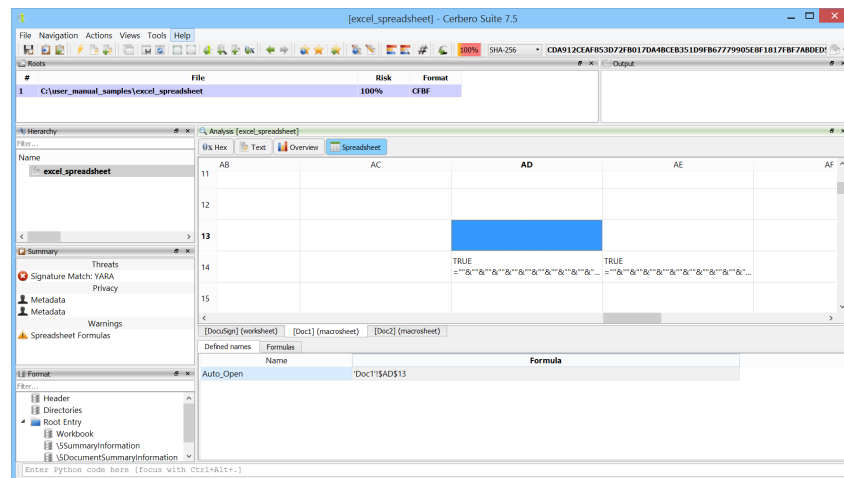 [excel_spreadsheet] - Cerbero Suite 7.5
File Navigation Actions Views Tools Help
100% SHA-256
Roots
Output
# File Risk Format
1 C:\user_manual_samples\excel_spreadsheet 100% CFBF
Hierarchy
Filter...
Name
excel_spreadsheet
Summary
Threats
Signature Match: YARA
Privacy
Metadata
Metadata
Warnings
Spreadsheet Formulas
Format
Filter...
Header
Directories
Root Entry
Workbook
\5SummaryInformation
\5DocumentSummaryInformation
Analysis [excel_spreadsheet]
Hex Text Overview Spreadsheet
AB AC AD AE AF
11
12
13
14
TRUE TRUE
=""&""&""&""&""&""&""&""&""&""&""&"... =""&""&""&""&""&""&""&""&""&""&""&"...
15
[DocuSign] (worksheet) [Doc1] (macrosheet) [Doc2] (macrosheet)
Defined names Formulas
Name Formula
Auto_Open 'Doc1'!$AD$13
Enter Python code here [focus with Ctrl+Alt+.]